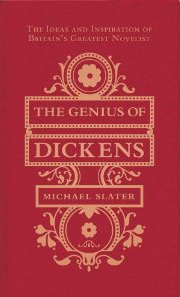 The Ideas and Inspiration of
Britain's Greatest Novelist
THE GENIUS OF
DICKENS
MICHAEL SLATER